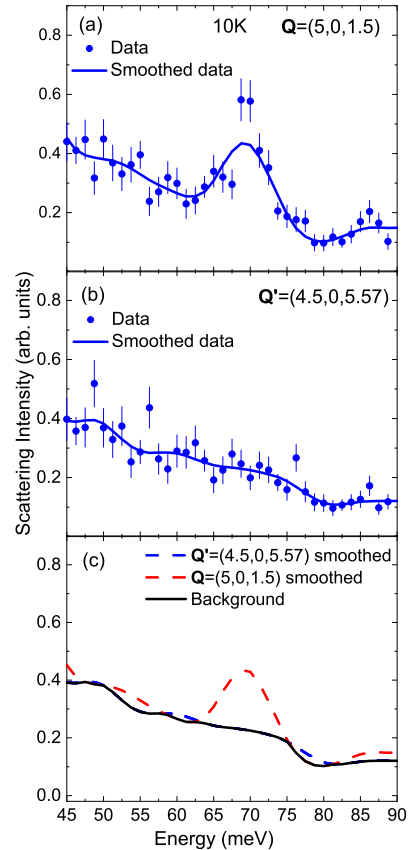 (a) 10K Q=(5,0,1.5)
Data
Smoothed data
0.8
0.6
0.4
0.2
(b) Q'=(4.5,0,5.57)
Data
Smoothed data
0.8
0.6
0.4
0.2
Scattering Intensity (arb. units)
(c) Q'=(4.5,0,5.57) smoothed
Q=(5,0,1.5) smoothed
Background
0.8
0.6
0.4
0.2
0.0
45 50 55 60 65 70 75 80 85 90
Energy (meV)